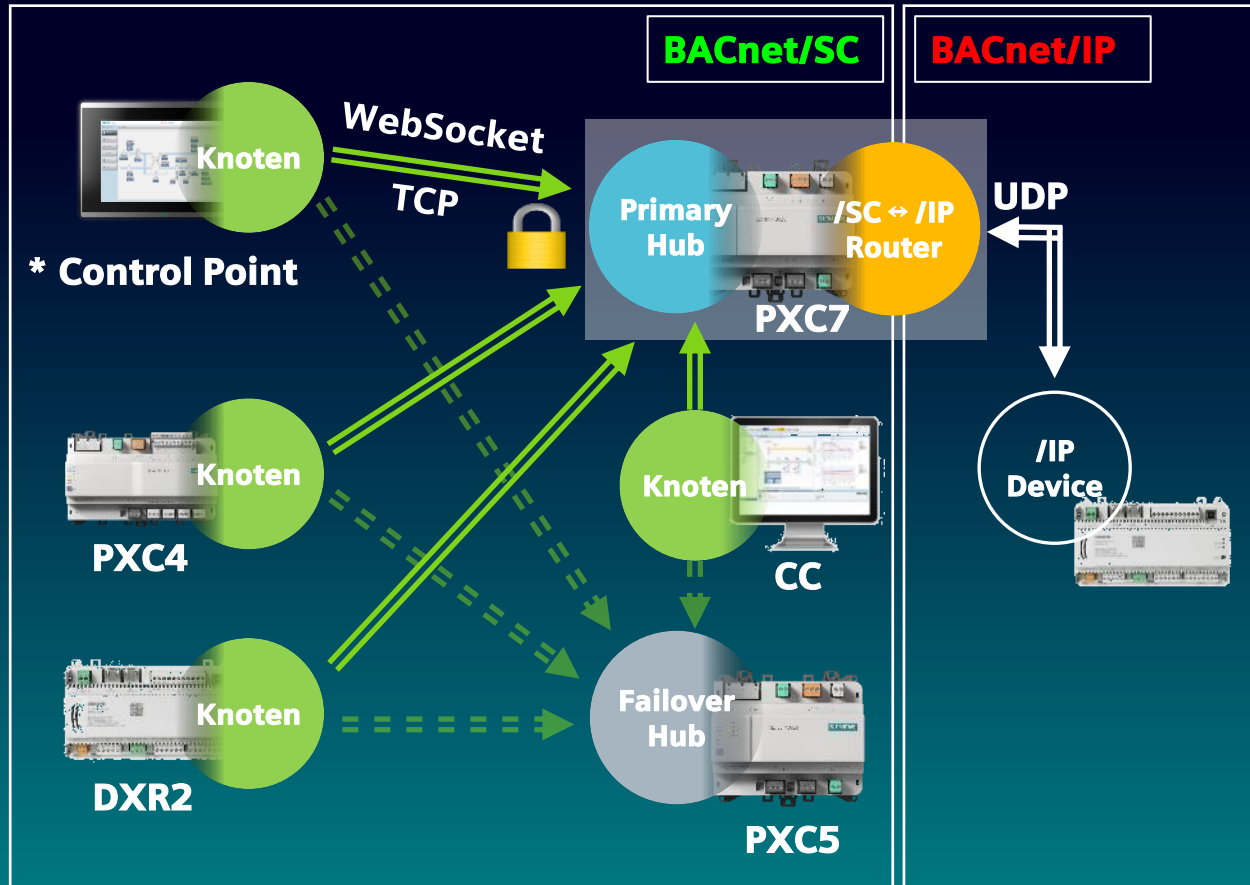 BACnet/SC
BACnet/IP
Knoten
WebSocket
TCP
* Control Point
Primary
Hub
/SC ↔ /IP
Router
PXC7
UDP
Knoten
PXC4
Knoten
CC
/IP
Device
Knoten
DXR2
Failover
Hub
PXC5